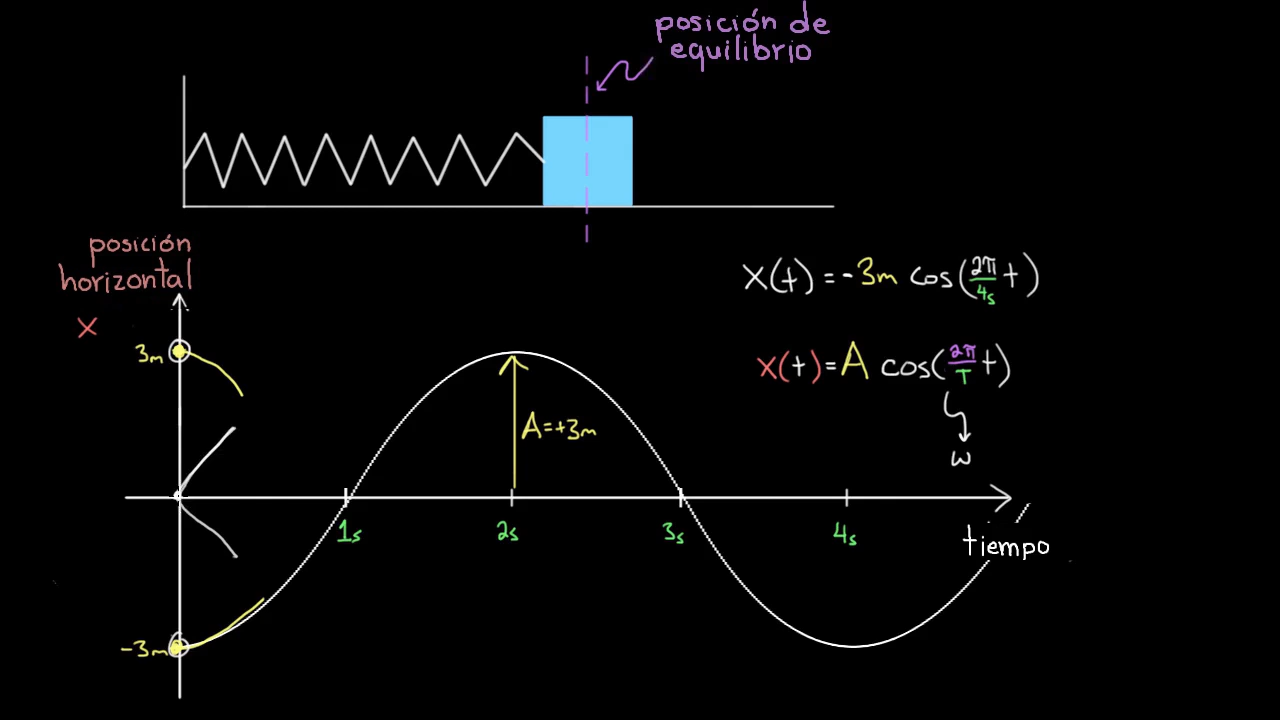 posición de
equilibrio
posición
horizontal
x
x(t) = -3m cos(2π/4s t)
3m
x(t) = A cos(2π/T t)
A=+3m
ω
1s 2s 3s 4s
tiempo
-3m